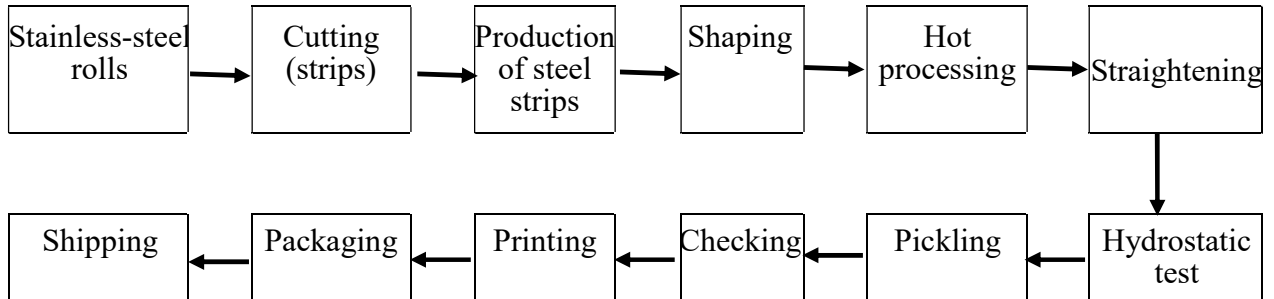 Stainless-steel
rolls
Cutting
(strips)
Production
of steel
strips
Shaping
Hot
processing
Straightening
Shipping
Packaging
Printing
Checking
Pickling
Hydrostatic
test